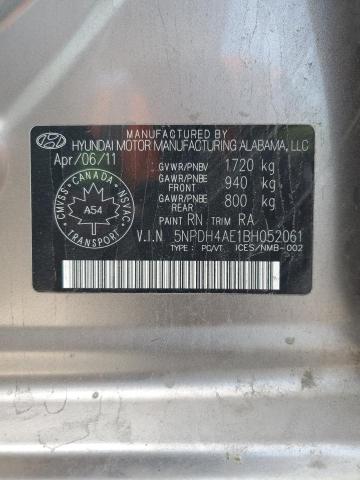 MANUFACTURED BY
HYUNDAI MOTOR MANUFACTURING ALABAMA, LLC
Apr/06/11
GVWR/PNBV 1720 kg
GAWR/PNBE FRONT 940 kg
GAWR/PNBE REAR 800 kg
PAINT RN TRIM RA
V.I.N 5NPDH4AE1BH052061
TYPE: PC/VT ICES/NMB-002
CANADA
CMVSS
NSVAC
A54
TRANSPORT